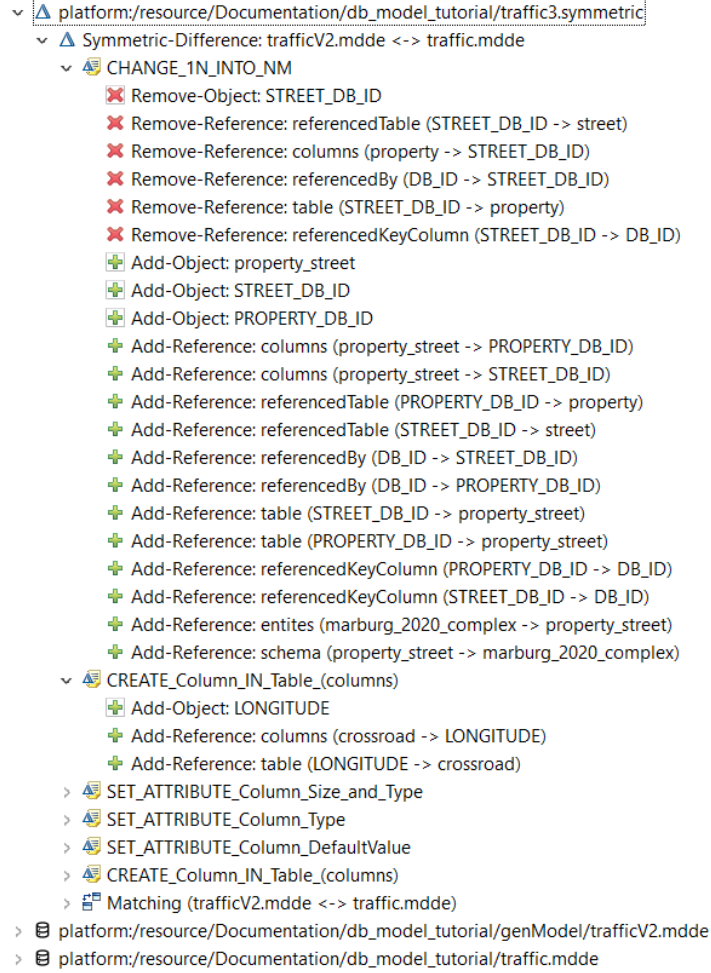 platform:/resource/Documentation/db_model_tutorial/traffic3.symmetric
Symmetric-Difference: trafficV2.mdde <-> traffic.mdde
CHANGE_1N_INTO_NM
Remove-Object: STREET_DB_ID
Remove-Reference: referencedTable (STREET_DB_ID -> street)
Remove-Reference: columns (property -> STREET_DB_ID)
Remove-Reference: referencedBy (DB_ID -> STREET_DB_ID)
Remove-Reference: table (STREET_DB_ID -> property)
Remove-Reference: referencedKeyColumn (STREET_DB_ID -> DB_ID)
Add-Object: property_street
Add-Object: STREET_DB_ID
Add-Object: PROPERTY_DB_ID
Add-Reference: columns (property_street -> PROPERTY_DB_ID)
Add-Reference: columns (property_street -> STREET_DB_ID)
Add-Reference: referencedTable (PROPERTY_DB_ID -> property)
Add-Reference: referencedTable (STREET_DB_ID -> street)
Add-Reference: referencedBy (DB_ID -> STREET_DB_ID)
Add-Reference: referencedBy (DB_ID -> PROPERTY_DB_ID)
Add-Reference: table (STREET_DB_ID -> property_street)
Add-Reference: table (PROPERTY_DB_ID -> property_street)
Add-Reference: referencedKeyColumn (PROPERTY_DB_ID -> DB_ID)
Add-Reference: referencedKeyColumn (STREET_DB_ID -> DB_ID)
Add-Reference: entites (marburg_2020_complex -> property_street)
Add-Reference: schema (property_street -> marburg_2020_complex)
CREATE_Column_IN_Table_(columns)
Add-Object: LONGITUDE
Add-Reference: columns (crossroad -> LONGITUDE)
Add-Reference: table (LONGITUDE -> crossroad)
SET_ATTRIBUTE_Column_Size_and_Type
SET_ATTRIBUTE_Column_Type
SET_ATTRIBUTE_Column_DefaultValue
CREATE_Column_IN_Table_(columns)
Matching (trafficV2.mdde <-> traffic.mdde)
platform:/resource/Documentation/db_model_tutorial/genModel/trafficV2.mdde
platform:/resource/Documentation/db_model_tutorial/traffic.mdde